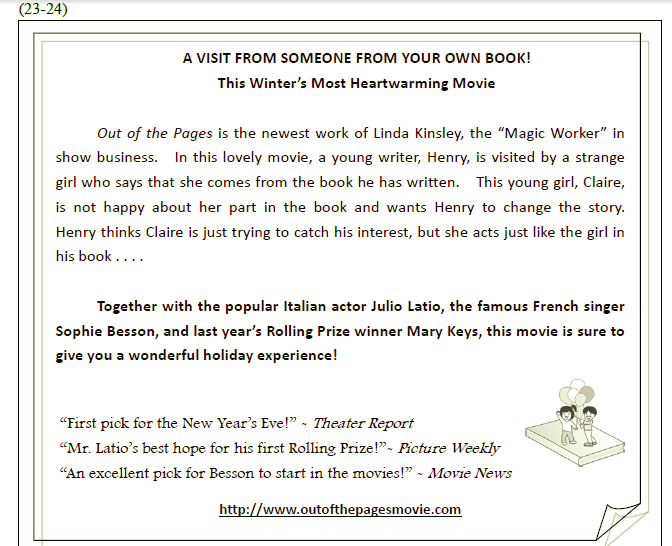 (23-24)
A VISIT FROM SOMEONE FROM YOUR OWN BOOK!
This Winter’s Most Heartwarming Movie
Out of the Pages is the newest work of Linda Kinsley, the “Magic Worker” in
show business. In this lovely movie, a young writer, Henry, is visited by a strange
girl who says that she comes from the book he has written. This young girl, Claire,
is not happy about her part in the book and wants Henry to change the story.
Henry thinks Claire is just trying to catch his interest, but she acts just like the girl in
his book . . . .
Together with the popular Italian actor Julio Latio, the famous French singer
Sophie Besson, and last year’s Rolling Prize winner Mary Keys, this movie is sure to
give you a wonderful holiday experience!
“First pick for the New Year’s Eve!” ~ Theater Report
“Mr. Latio’s best hope for his first Rolling Prize!”~ Picture Weekly
“An excellent pick for Besson to start in the movies!” ~ Movie News
http://www.outofthepagesmovie.com